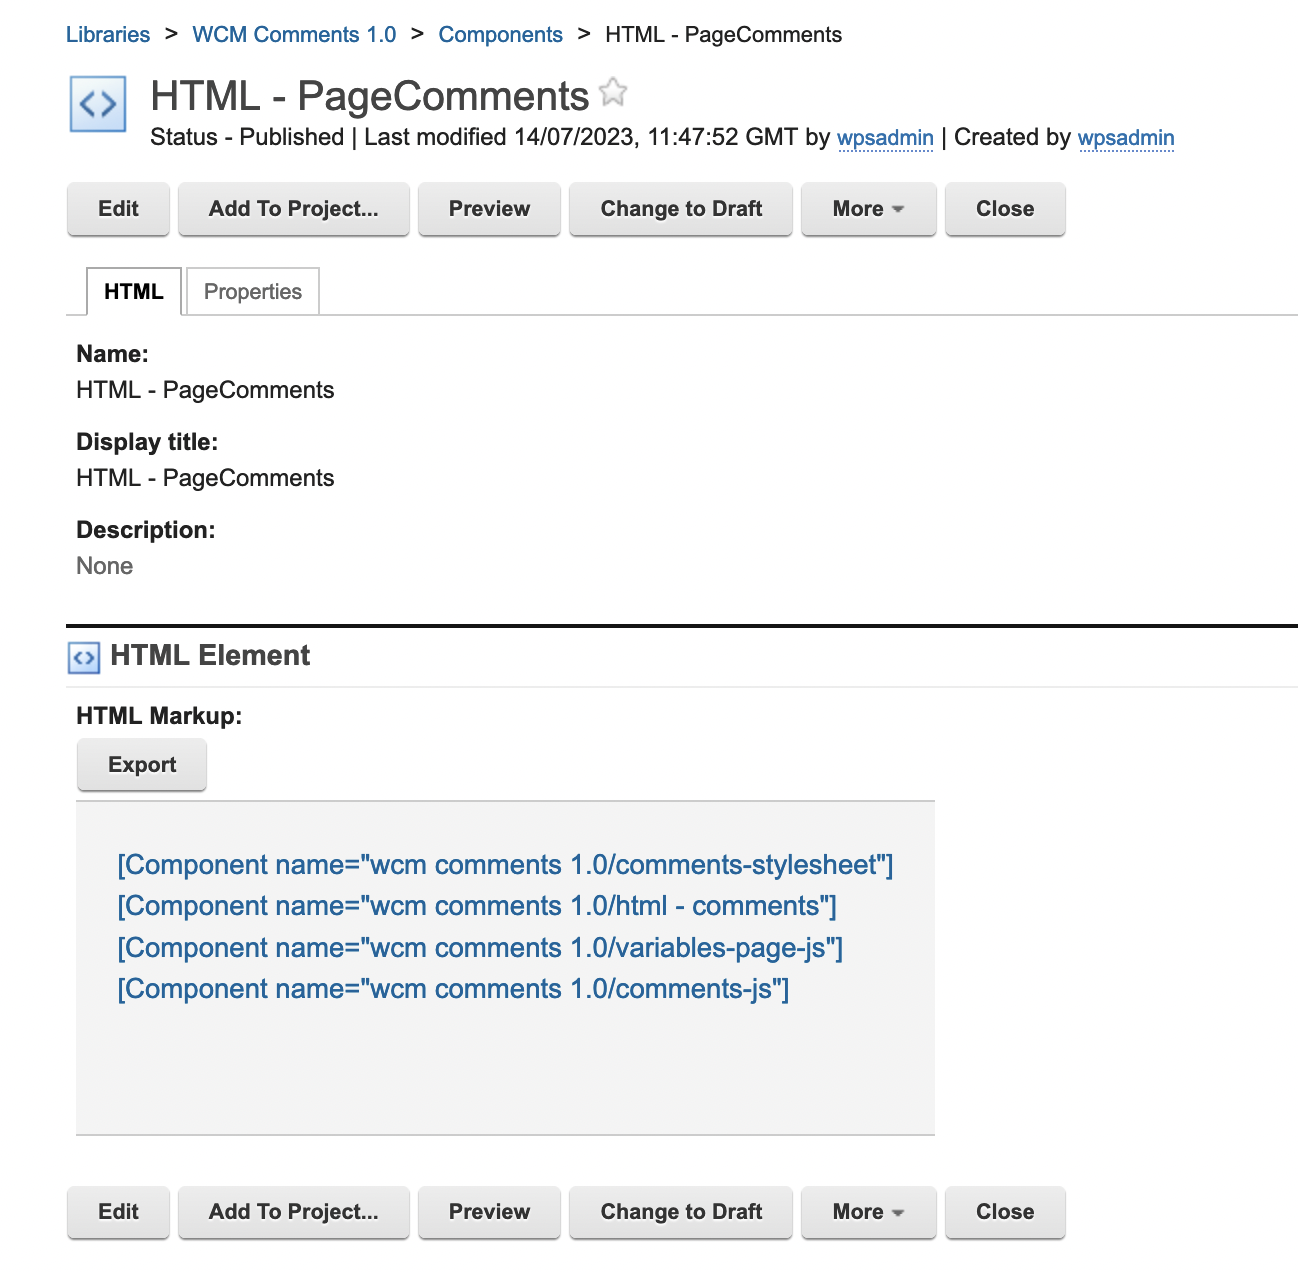 Libraries > WCM Comments 1.0 > Components > HTML - PageComments
HTML - PageComments
Status - Published | Last modified 14/07/2023, 11:47:52 GMT by wpsadmin | Created by wpsadmin
Edit Add To Project... Preview Change to Draft More Close
HTML Properties
Name:
HTML - PageComments
Display title:
HTML - PageComments
Description:
None
HTML Element
HTML Markup:
Export
[Component name="wcm comments 1.0/comments-stylesheet"]
[Component name="wcm comments 1.0/html - comments"]
[Component name="wcm comments 1.0/variables-page-js"]
[Component name="wcm comments 1.0/comments-js"]
Edit Add To Project... Preview Change to Draft More Close